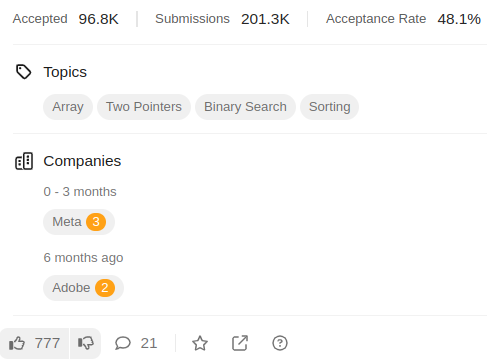 Accepted 96.8K Submissions 201.3K Acceptance Rate 48.1%
Topics
Array Two Pointers Binary Search Sorting
Companies
0 - 3 months
Meta 3
6 months ago
Adobe 2
777 21